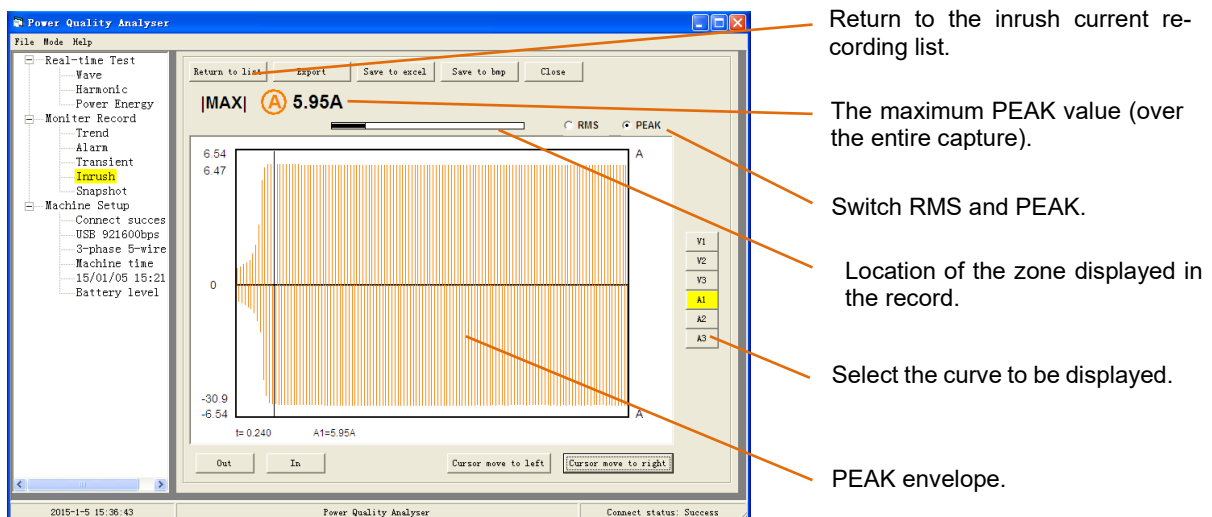 Power Quality Analyser
File Mode Help
Real-time Test
Wave
Harmonic
Power Energy
Moniter Record
Trend
Alarm
Transient
Inrush
Snapshot
Machine Setup
Connect succes
USB 921600bps
3-phase 5-wire
Machine time
15/01/05 15:21
Battery level
Return to list Export Save to excel Save to bmp Close
|MAX| A 5.95A
RMS PEAK
6.54 A
6.47
0
-30.9
-6.54 A
t= 0.240 A1=5.95A
V1
V2
V3
A1
A2
A3
Out In Cursor move to left Cursor move to right
2015-1-5 15:36:43 Power Quality Analyser Connect status: Success
Return to the inrush current re-
cording list.
The maximum PEAK value (over
the entire capture).
Switch RMS and PEAK.
Location of the zone displayed in
the record.
Select the curve to be displayed.
PEAK envelope.